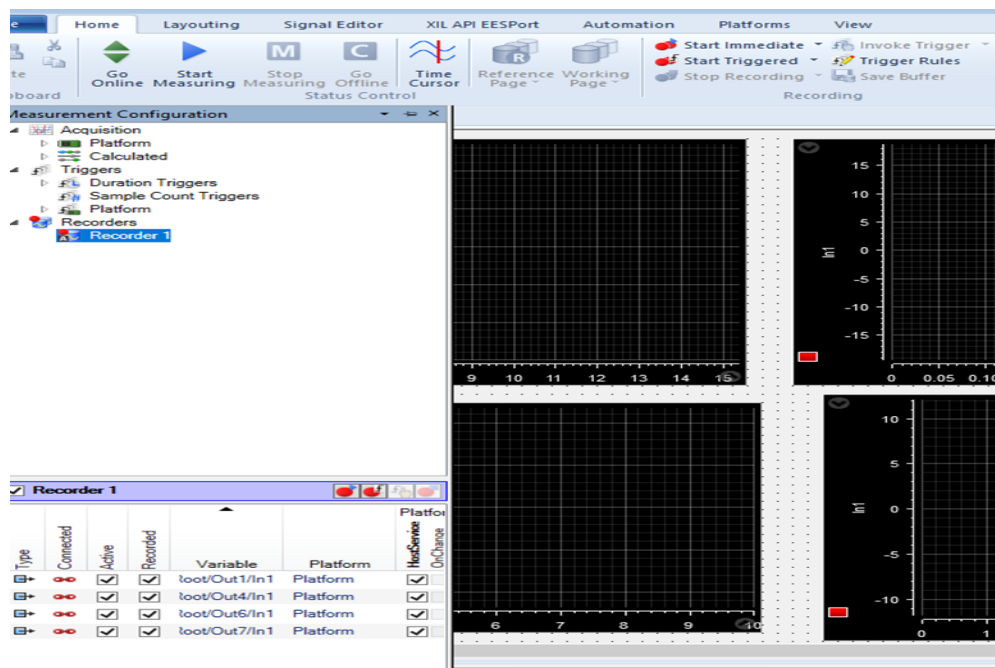 e Home Layouting Signal Editor XIL API EESPort Automation Platforms View
te Go Online Start Measuring Stop Measuring Go Offline Time Cursor Reference Page Working Page
Start Immediate Invoke Trigger
Start Triggered Trigger Rules
Stop Recording Save Buffer
board Status Control Recording
Measurement Configuration
Acquisition
Platform
Calculated
Triggers
Duration Triggers
Sample Count Triggers
Platform
Recorders
Recorder 1
15
10
5
0
-5
-10
-15
In1
9 10 11 12 13 14 15
0 0.05 0.10
10
5
0
-5
-10
In1
6 7 8 9 10
0 1
Recorder 1
Platfor
Type Connected Active Recorded Variable Platform HostService OnChange
Root/Out1/In1 Platform
Root/Out4/In1 Platform
Root/Out6/In1 Platform
Root/Out7/In1 Platform